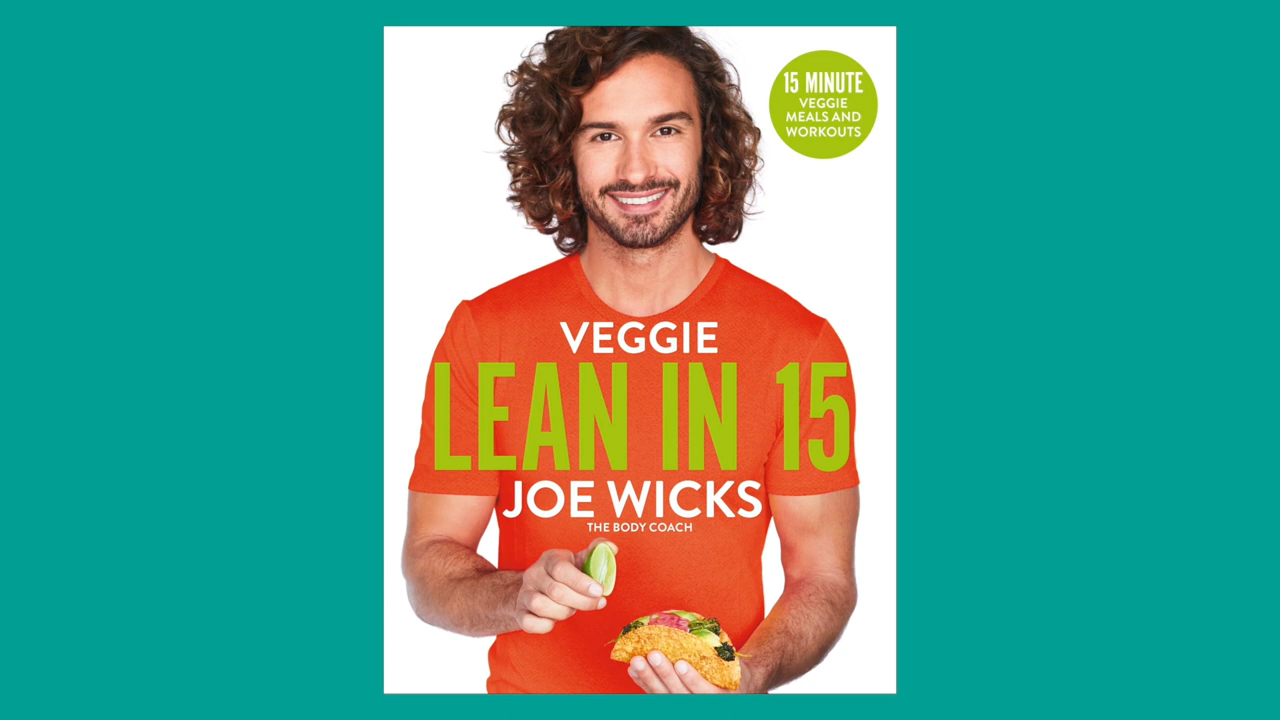 15 MINUTE
VEGGIE
MEALS AND
WORKOUTS
VEGGIE
LEAN IN 15
JOE WICKS
THE BODY COACH